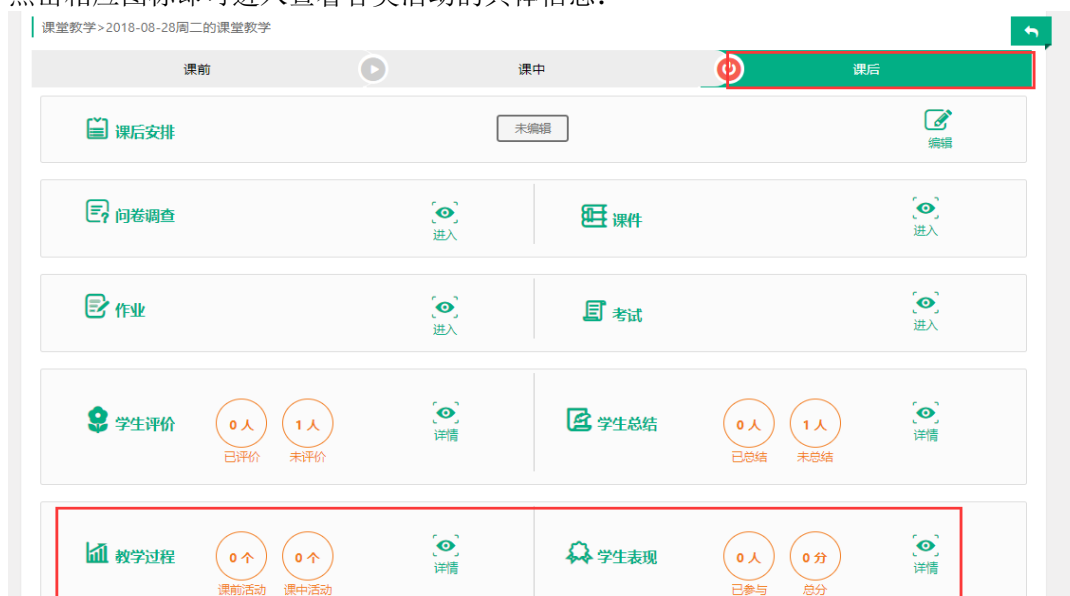 点击相应图标即可进入查看各类活动的具体信息.
课堂教学>2018-08-28周二的课堂教学
课前 课中 课后
课后安排 未编辑 编辑
问卷调查 进入 课件 进入
作业 进入 考试 进入
学生评价 0人 1人 详情 学生总结 0人 1人 详情
已评价 未评价 已总结 未总结
教学过程 0个 0个 详情 学生表现 0人 0分 详情
课前活动 课中活动 已参与 总分